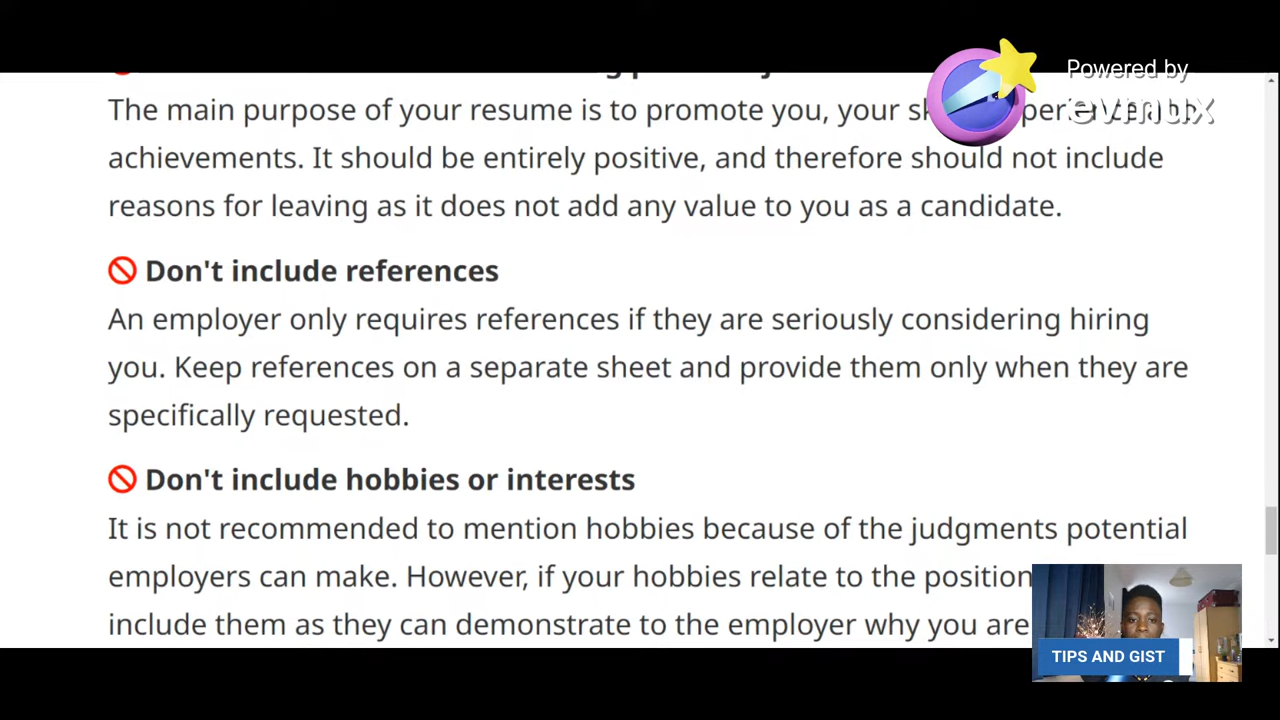 Powered by
evmux
The main purpose of your resume is to promote you, your
achievements. It should be entirely positive, and therefore should not include
reasons for leaving as it does not add any value to you as a candidate.
Don't include references
An employer only requires references if they are seriously considering hiring
you. Keep references on a separate sheet and provide them only when they are
specifically requested.
Don't include hobbies or interests
It is not recommended to mention hobbies because of the judgments potential
employers can make. However, if your hobbies relate to the position
include them as they can demonstrate to the employer why you are
TIPS AND GIST